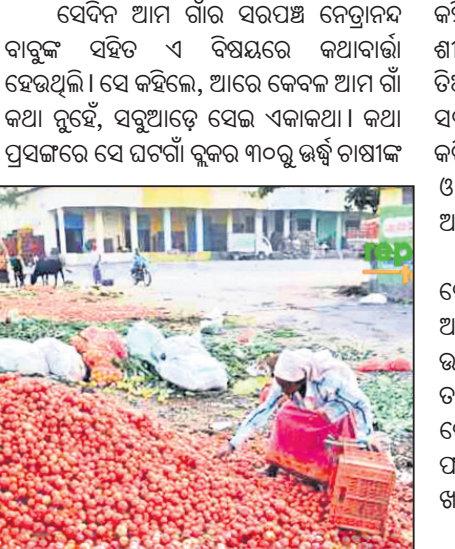 ସେଦିନ ଆମ ଗାଁର ସରପଞ୍ଚ ନେତ୍ରାନନ୍ଦ
ବାବୁଙ୍କ ସହିତ ଏ ବିଷୟରେ କଥାବାର୍ତ୍ତା
ହେଉଥିଲି। ସେ କହିଲେ, ଆରେ କେବଳ ଆମ ଗାଁ
କଥା ନୁହେଁ, ସବୁଆଡ଼େ ସେଇ ଏକାକଥା। କଥା
ପ୍ରସଙ୍ଗରେ ସେ ଘଟଗାଁ ବ୍ଲକର ୩୦ରୁ ଊର୍ଦ୍ଧ୍ବ ଚାଷୀଙ୍କ
rep